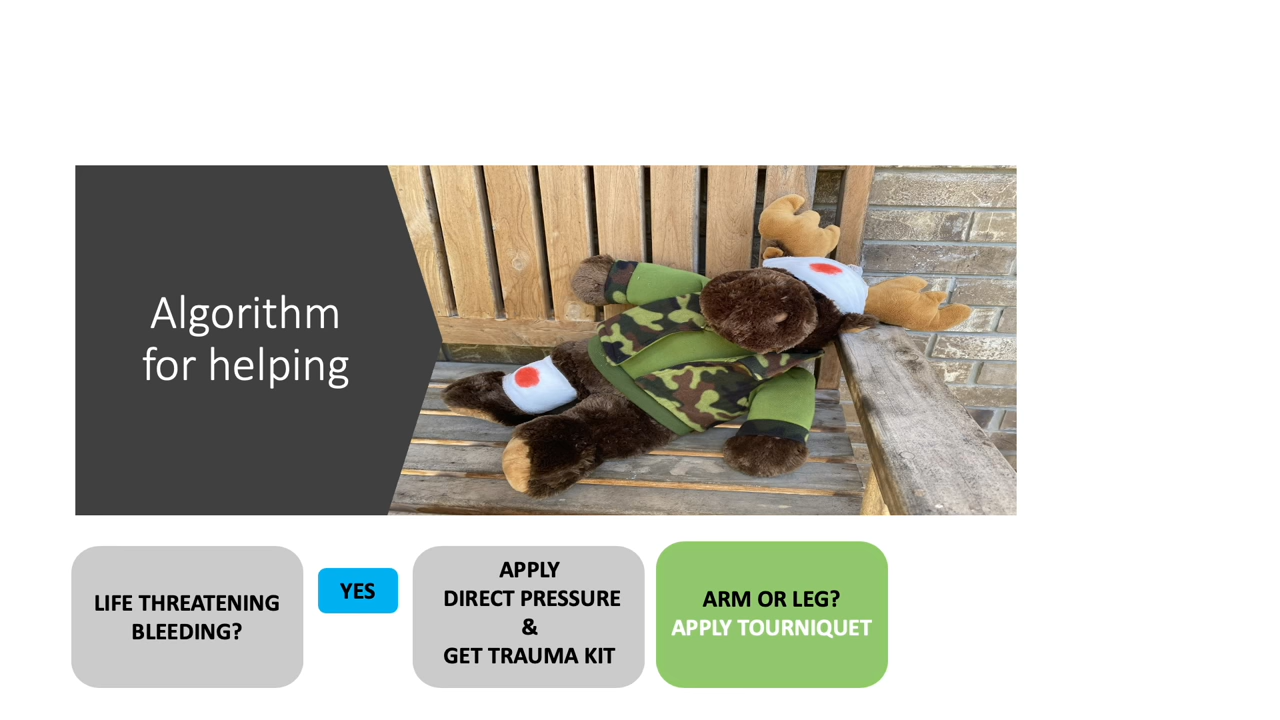 Algorithm
for helping
LIFE THREATENING
BLEEDING?
YES
APPLY
DIRECT PRESSURE
&
GET TRAUMA KIT
ARM OR LEG?
APPLY TOURNIQUET